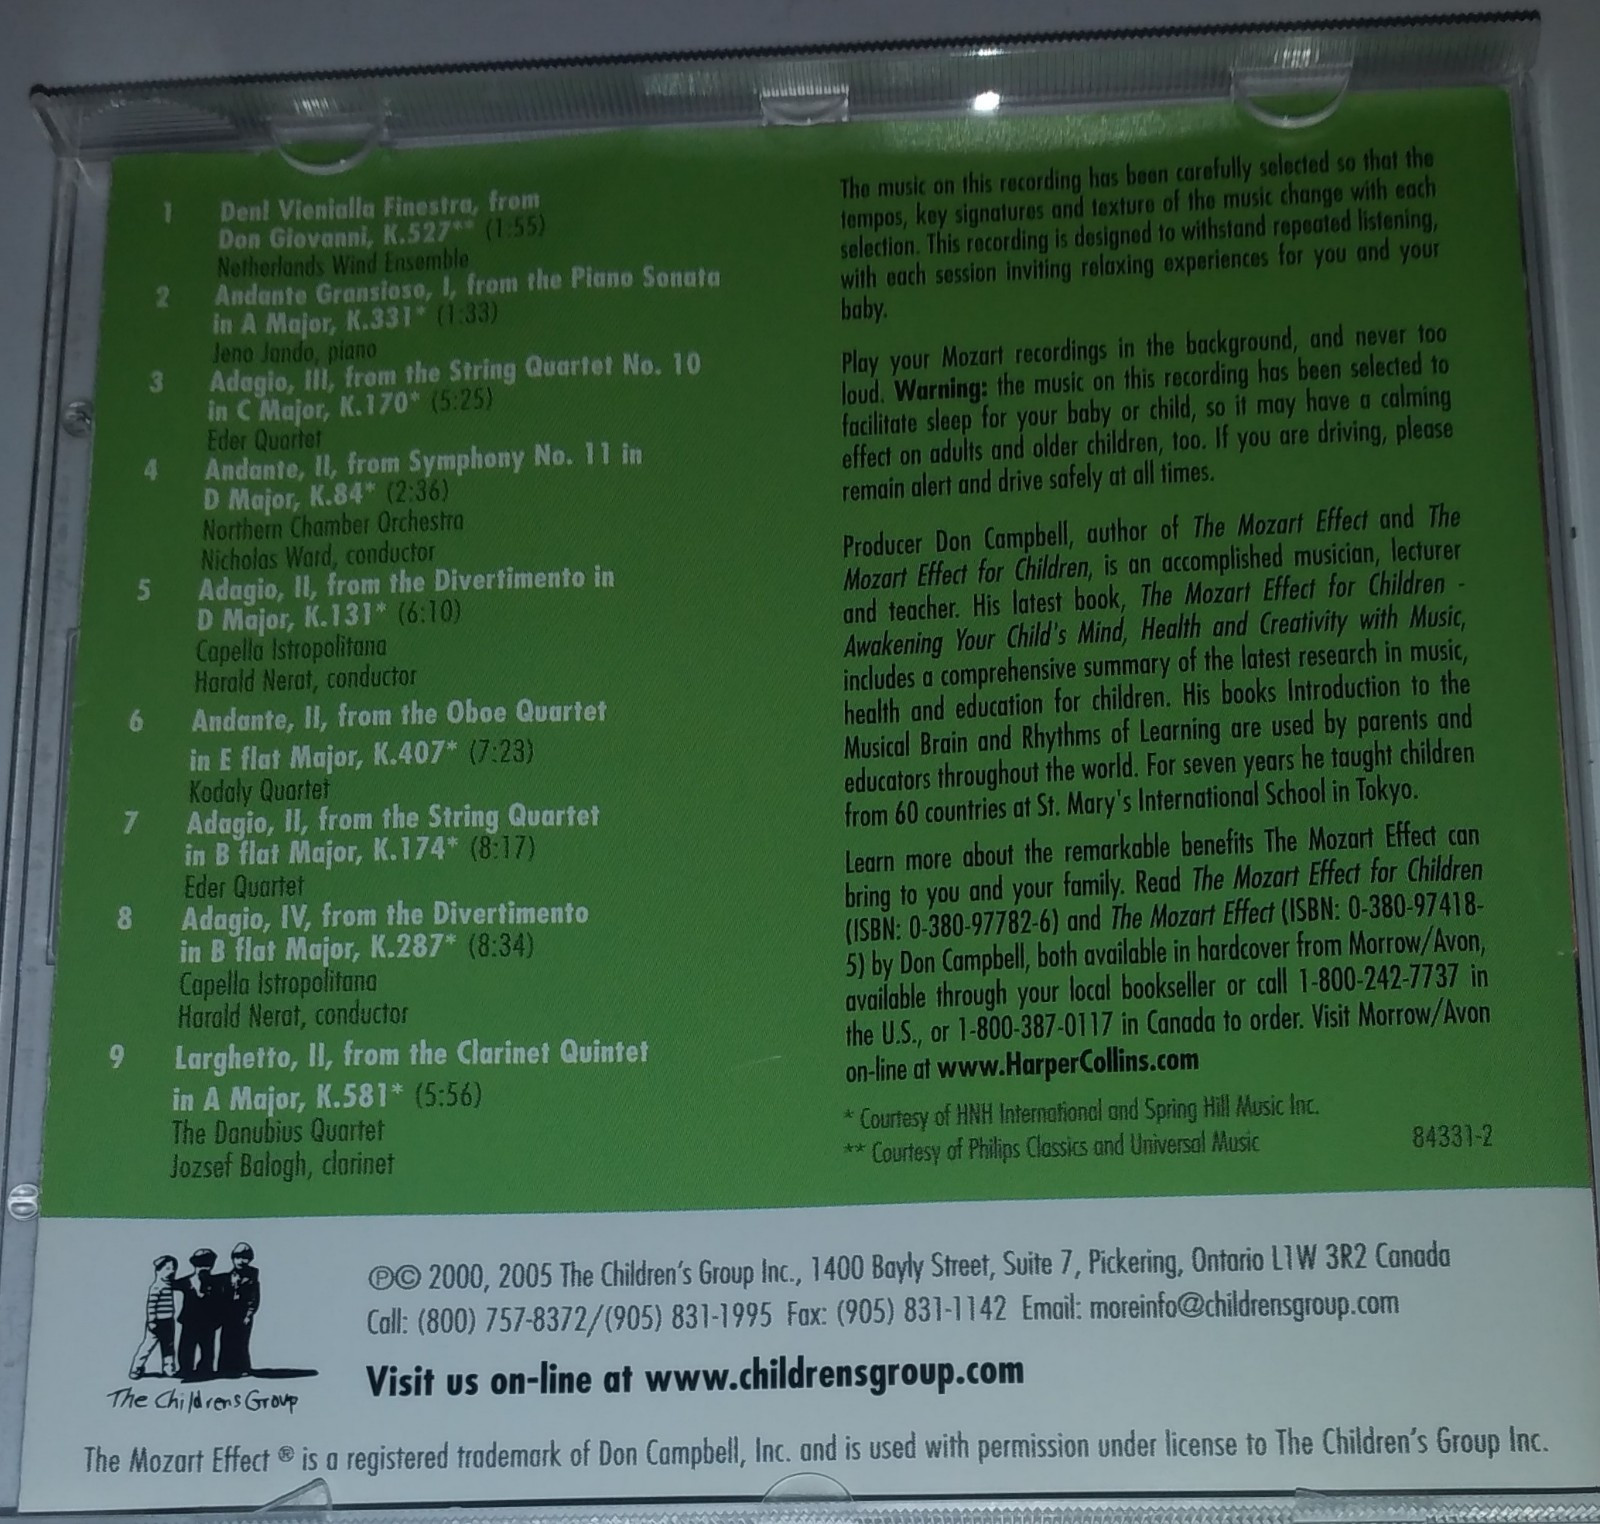 1 Den! Vienialla Finestra, from
Don Giovanni, K.527** (1:55)
Netherlands Wind Ensemble
2 Andante Gransioso, I, from the Piano Sonata
in A Major, K.331* (1:33)
Jeno Jando, piano
3 Adagio, III, from the String Quartet No. 10
in C Major, K.170* (5:25)
Eder Quartet
4 Andante, II, from Symphony No. 11 in
D Major, K.84* (2:36)
Northern Chamber Orchestra
Nicholas Ward, conductor
5 Adagio, II, from the Divertimento in
D Major, K.131* (6:10)
Capella Istropolitana
Harald Nerat, conductor
6 Andante, II, from the Oboe Quartet
in E flat Major, K.407* (7:23)
Kodaly Quartet
7 Adagio, II, from the String Quartet
in B flat Major, K.174* (8:17)
Eder Quartet
8 Adagio, IV, from the Divertimento
in B flat Major, K.287* (8:34)
Capella Istropolitana
Harald Nerat, conductor
9 Larghetto, II, from the Clarinet Quintet
in A Major, K.581* (5:56)
The Danubius Quartet
Jozsef Balogh, clarinet
The music on this recording has been carefully selected so that the
tempos, key signatures and texture of the music change with each
selection. This recording is designed to withstand repeated listening,
with each session inviting relaxing experiences for you and your
baby.
Play your Mozart recordings in the background, and never too
loud. Warning: the music on this recording has been selected to
facilitate sleep for your baby or child, so it may have a calming
effect on adults and older children, too. If you are driving, please
remain alert and drive safely at all times.
Producer Don Campbell, author of The Mozart Effect and The
Mozart Effect for Children, is an accomplished musician, lecturer
and teacher. His latest book, The Mozart Effect for Children -
Awakening Your Child's Mind, Health and Creativity with Music,
includes a comprehensive summary of the latest research in music,
health and education for children. His books Introduction to the
Musical Brain and Rhythms of Learning are used by parents and
educators throughout the world. For seven years he taught children
from 60 countries at St. Mary's International School in Tokyo.
Learn more about the remarkable benefits The Mozart Effect can
bring to you and your family. Read The Mozart Effect for Children
(ISBN: 0-380-97782-6) and The Mozart Effect (ISBN: 0-380-97418-
5) by Don Campbell, both available in hardcover from Morrow/Avon,
available through your local bookseller or call 1-800-242-7737 in
the U.S., or 1-800-387-0117 in Canada to order. Visit Morrow/Avon
on-line at www.HarperCollins.com
* Courtesy of HNH International and Spring Hill Music Inc.
** Courtesy of Philips Classics and Universal Music 84331-2
℗© 2000, 2005 The Children's Group Inc., 1400 Bayly Street, Suite 7, Pickering, Ontario L1W 3R2 Canada
Call: (800) 757-8372/(905) 831-1995 Fax: (905) 831-1142 Email: moreinfo@childrensgroup.com
Visit us on-line at www.childrensgroup.com
The Childrens Group
The Mozart Effect ® is a registered trademark of Don Campbell, Inc. and is used with permission under license to The Children's Group Inc.